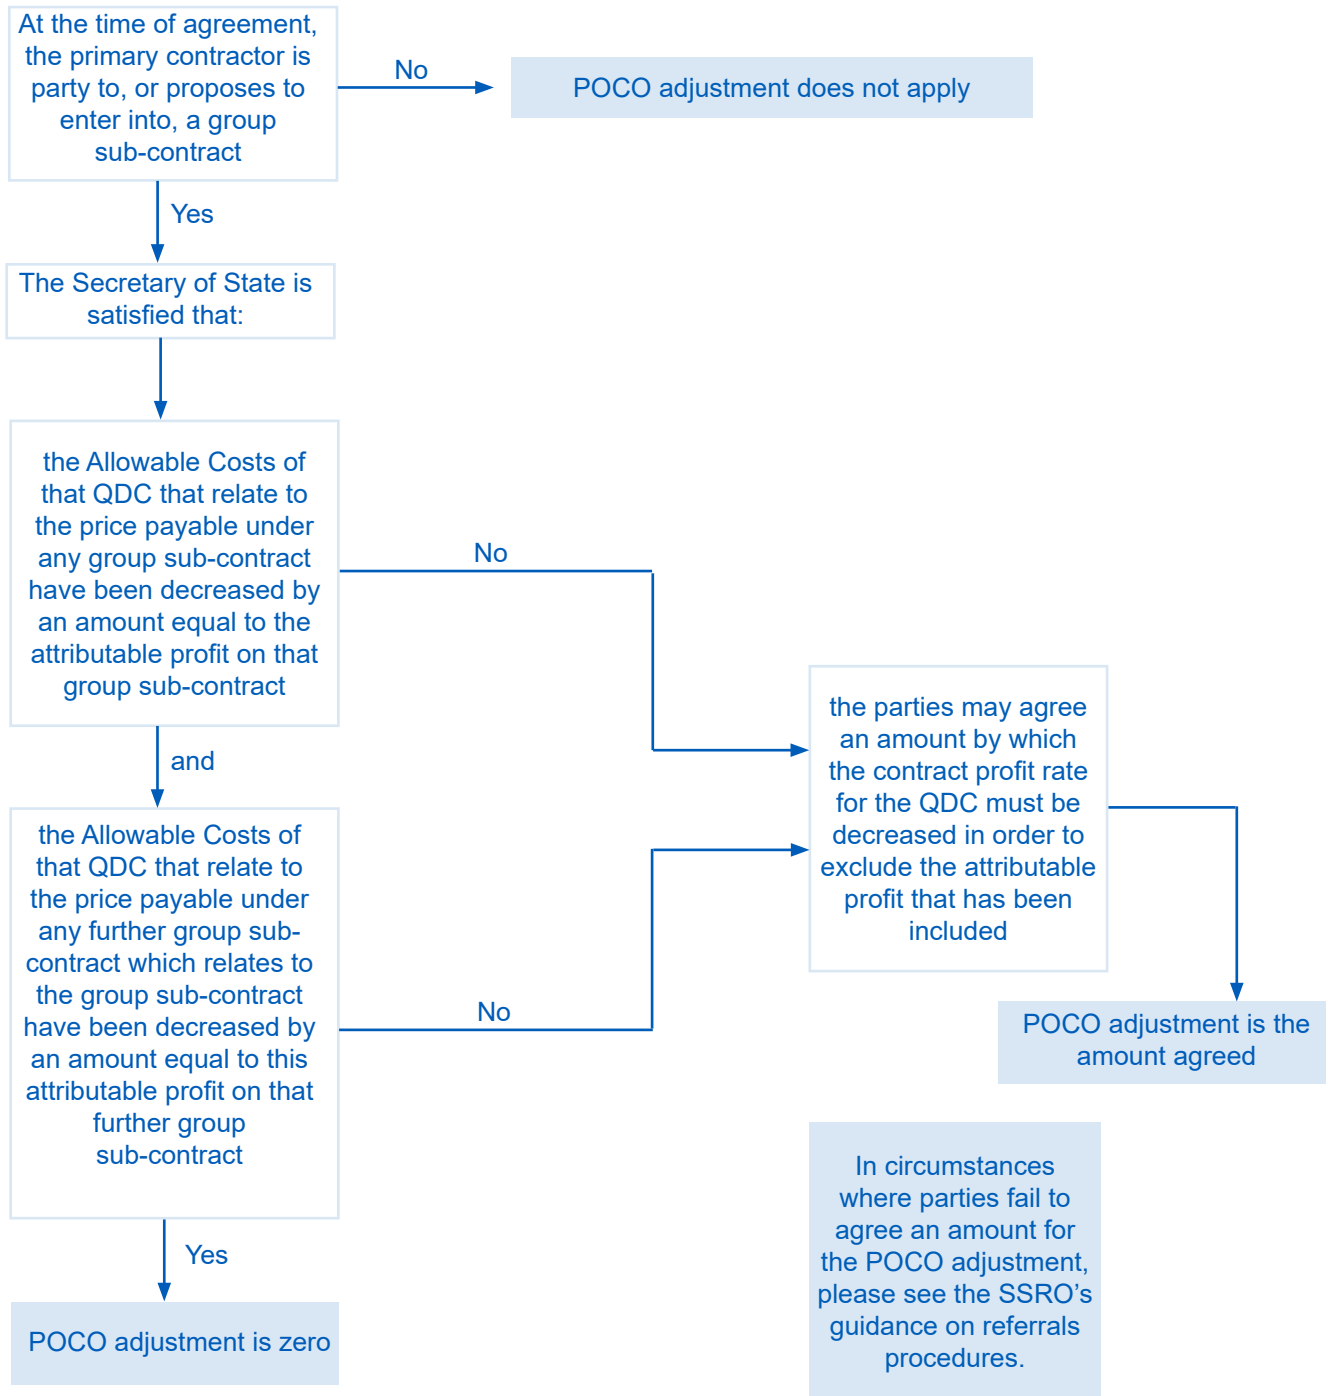 At the time of agreement,
the primary contractor is
party to, or proposes to
enter into, a group
sub-contract
No
POCO adjustment does not apply
Yes
The Secretary of State is
satisfied that:
the Allowable Costs of
that QDC that relate to
the price payable under
any group sub-contract
have been decreased by
an amount equal to the
attributable profit on that
group sub-contract
No
and
the Allowable Costs of
that QDC that relate to
the price payable under
any further group sub-
contract which relates to
the group sub-contract
have been decreased by
an amount equal to this
attributable profit on that
further group
sub-contract
No
the parties may agree
an amount by which
the contract profit rate
for the QDC must be
decreased in order to
exclude the attributable
profit that has been
included
POCO adjustment is the
amount agreed
Yes
POCO adjustment is zero
In circumstances
where parties fail to
agree an amount for
the POCO adjustment,
please see the SSRO's
guidance on referrals
procedures.